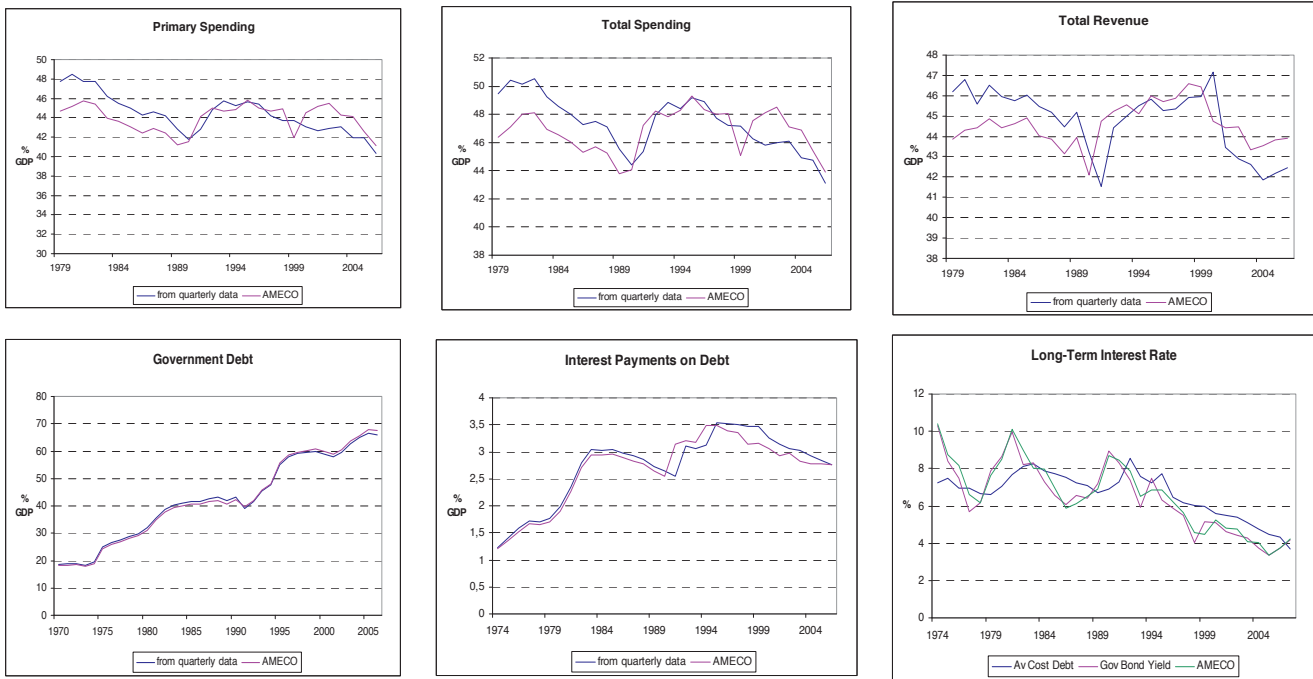 Primary Spending
50
48
46
44
42
40
38
36
34
32
30
%
GDP
1979 1984 1989 1994 1999 2004
from quarterly data AMECO
Total Spending
52
50
48
46
44
42
40
38
%
GDP
1979 1984 1989 1994 1999 2004
from quarterly data AMECO
Total Revenue
48
47
46
45
44
43
42
41
40
39
38
%
GDP
1979 1984 1989 1994 1999 2004
from quarterly data AMECO
Government Debt
80
70
60
50
40
30
20
10
0
%
GDP
1970 1975 1980 1985 1990 1995 2000 2005
from quarterly data AMECO
Interest Payments on Debt
4
3,5
3
2,5
2
1,5
1
0,5
0
%
GDP
1974 1979 1984 1989 1994 1999 2004
from quarterly data AMECO
Long-Term Interest Rate
12
10
8
6
4
2
0
%
1974 1979 1984 1989 1994 1999 2004
Av Cost Debt Gov Bond Yield AMECO